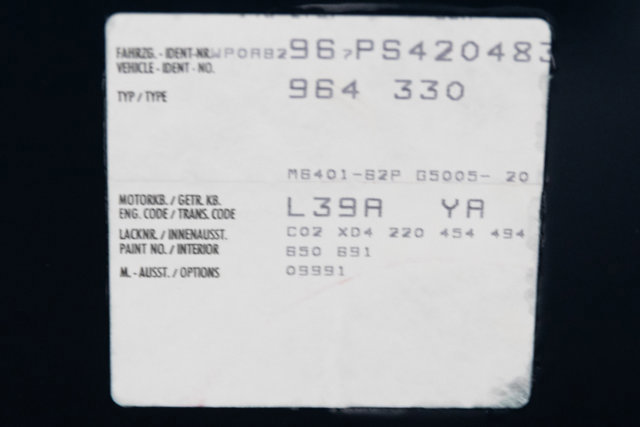 FAHRZG. - IDENT-NR. WP0AB296,PS420483
VEHICLE - IDENT - NO.
TYP / TYPE 964 330
M6401-62P G5005- 20
MOTORKB. / GETR. KB.
ENG. CODE / TRANS. CODE L39A YA
LACKNR. / INNENAUSST. C02 XD4 220 454 494
PAINT NO. / INTERIOR 650 691
M. - AUSST. / OPTIONS 09991